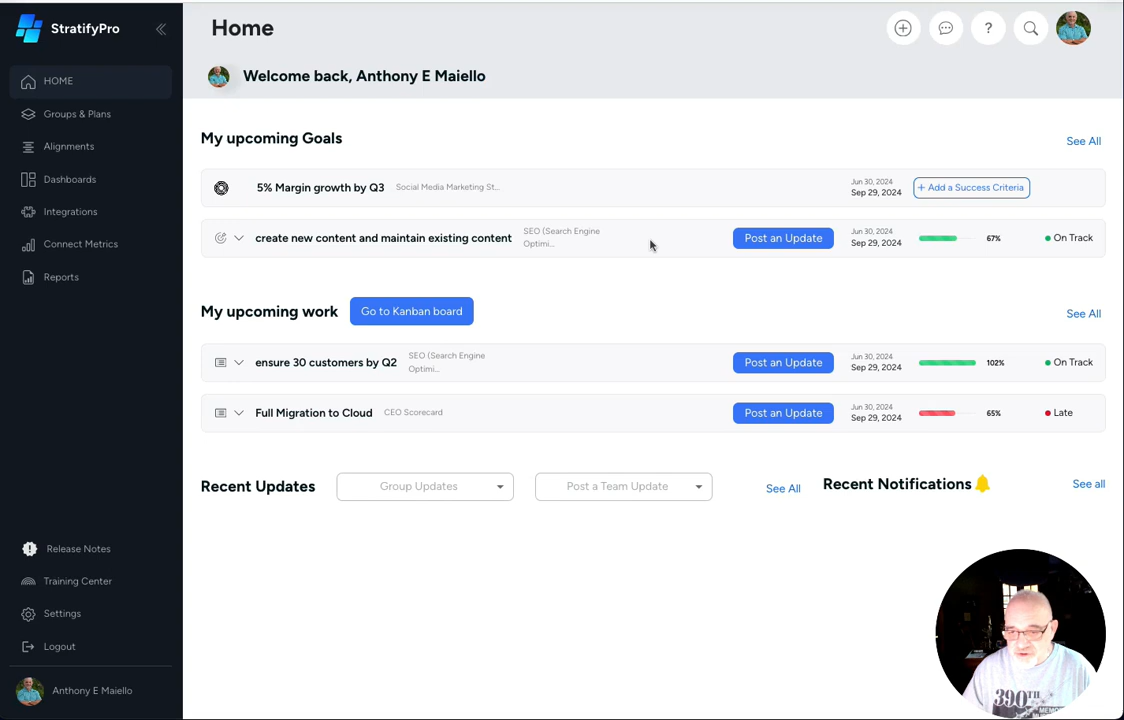 StratifyPro
HOME
Groups & Plans
Alignments
Dashboards
Integrations
Connect Metrics
Reports
Release Notes
Training Center
Settings
Logout
Anthony E Maiello
Home
?
Welcome back, Anthony E Maiello
My upcoming Goals
See All
5% Margin growth by Q3
Social Media Marketing St...
Jun 30, 2024
Sep 29, 2024
+ Add a Success Criteria
create new content and maintain existing content
SEO (Search Engine
Optimi...
Post an Update
Jun 30, 2024
Sep 29, 2024
67%
On Track
My upcoming work
Go to Kanban board
See All
ensure 30 customers by Q2
SEO (Search Engine
Optimi...
Post an Update
Jun 30, 2024
Sep 29, 2024
102%
On Track
Full Migration to Cloud
CEO Scorecard
Post an Update
Jun 30, 2024
Sep 29, 2024
65%
Late
Recent Updates
Group Updates
Post a Team Update
See All
Recent Notifications
See all
390TH